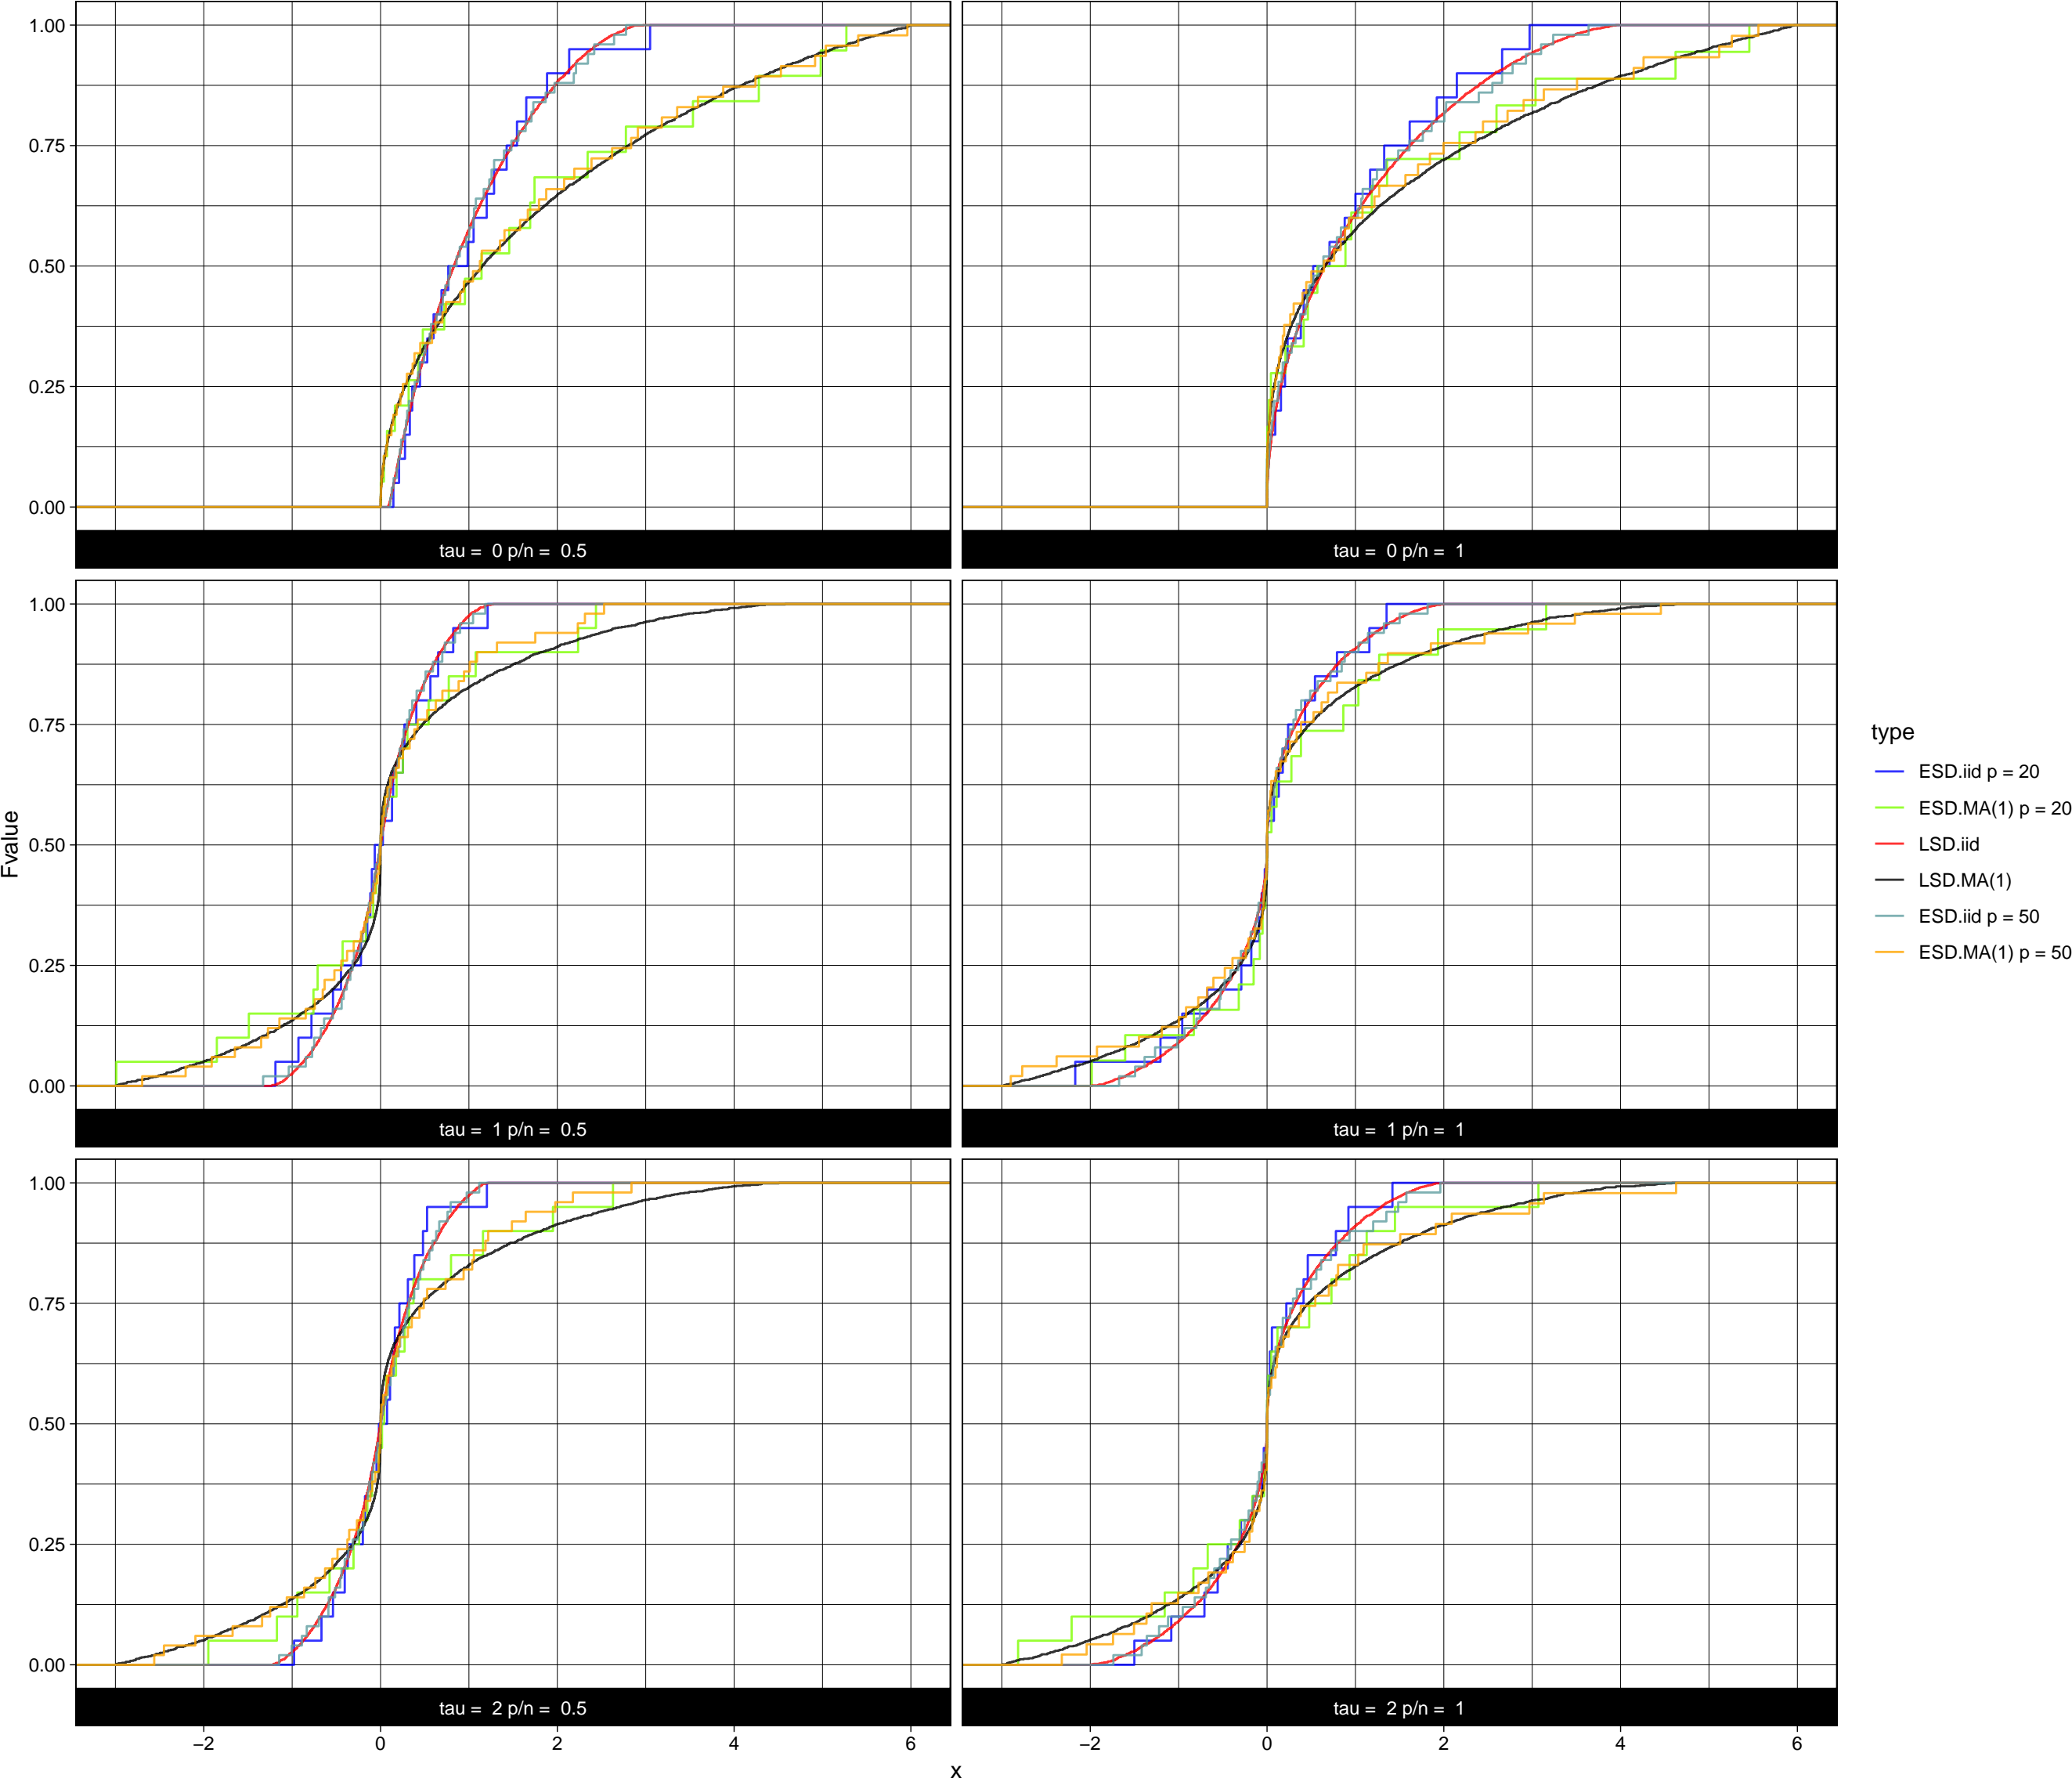 1.00
0.75
0.50
0.25
0.00
tau = 0 p/n = 0.5
tau = 0 p/n = 1
1.00
0.75
0.50
0.25
0.00
tau = 1 p/n = 0.5
tau = 1 p/n = 1
1.00
0.75
0.50
0.25
0.00
tau = 2 p/n = 0.5
tau = 2 p/n = 1
−2 0 2 4 6
−2 0 2 4 6
x
Fvalue
type
ESD.iid p = 20
ESD.MA(1) p = 20
LSD.iid
LSD.MA(1)
ESD.iid p = 50
ESD.MA(1) p = 50